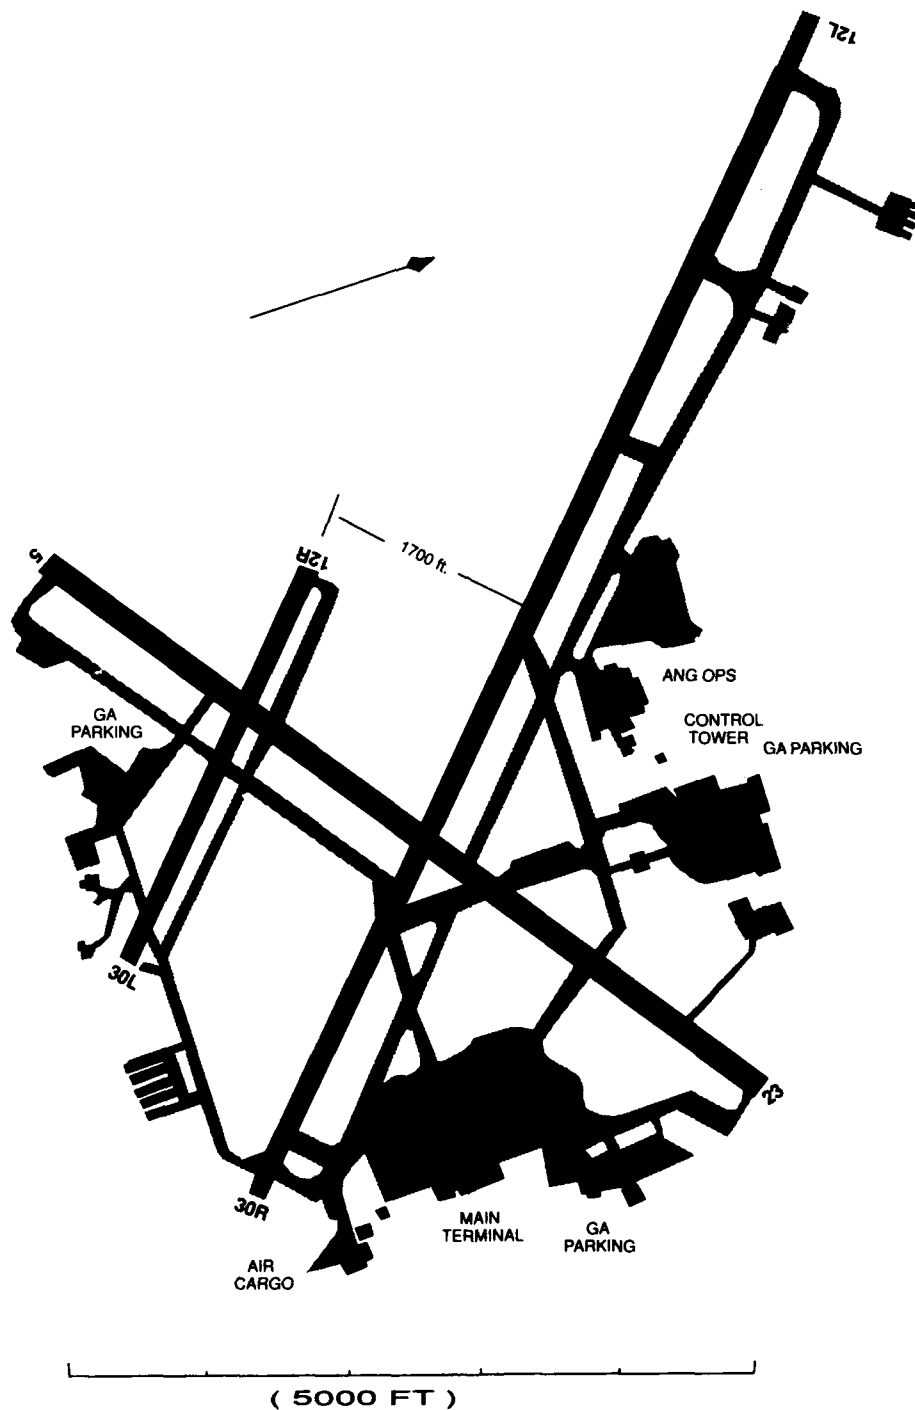 12L
1700 ft.
12R
5
ANG OPS
GA
PARKING
CONTROL
TOWER
GA PARKING
30L
23
30R
MAIN
TERMINAL
GA
PARKING
AIR
CARGO
( 5000 FT )